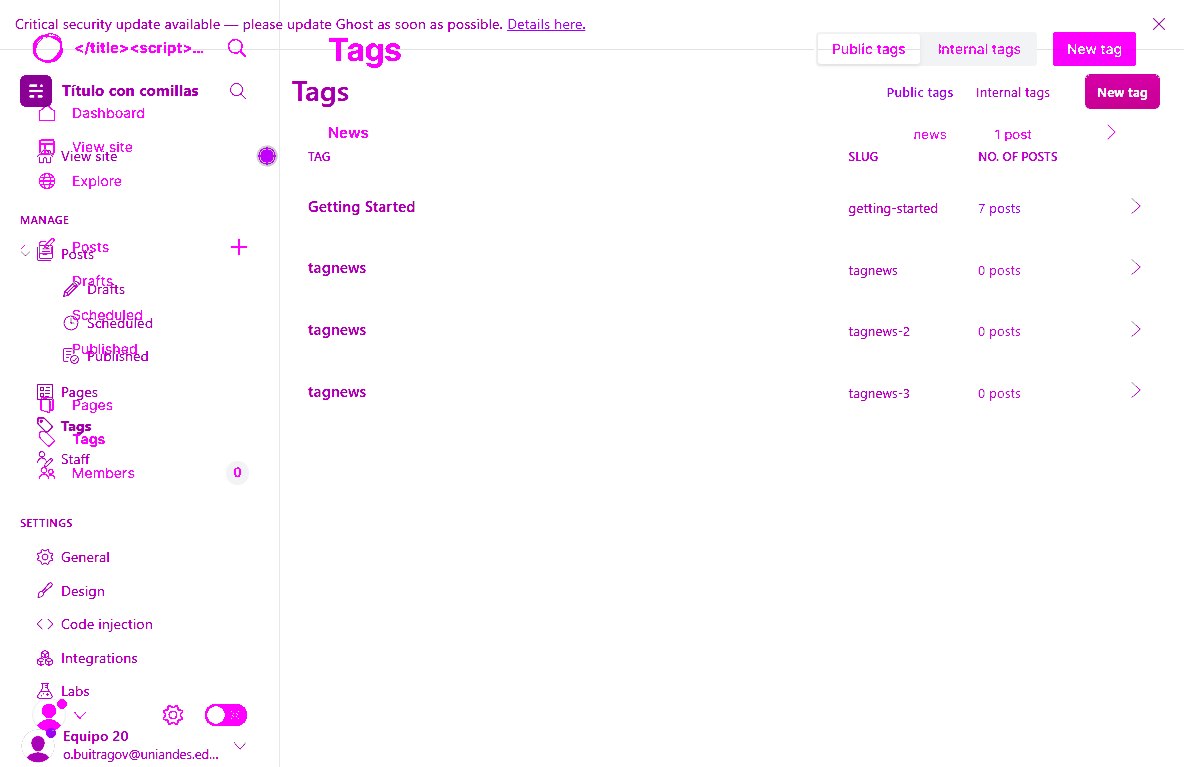 Critical security update available — please update Ghost as soon as possible. Details here.
</title><script>...
Tags
Public tags
Internal tags
New tag
Título con comillas
Tags
Public tags
Internal tags
New tag
Dashboard
News
news
1 post
View site
View site
TAG
SLUG
NO. OF POSTS
Explore
Getting Started
getting-started
7 posts
MANAGE
Posts
Posts
tagnews
tagnews
0 posts
Drafts
Drafts
Scheduled
Scheduled
tagnews
tagnews-2
0 posts
Published
Published
Pages
tagnews
tagnews-3
0 posts
Pages
Tags
Tags
Staff
Members
0
SETTINGS
General
Design
Code injection
Integrations
Labs
Equipo 20
o.buitragov@uniandes.ed...